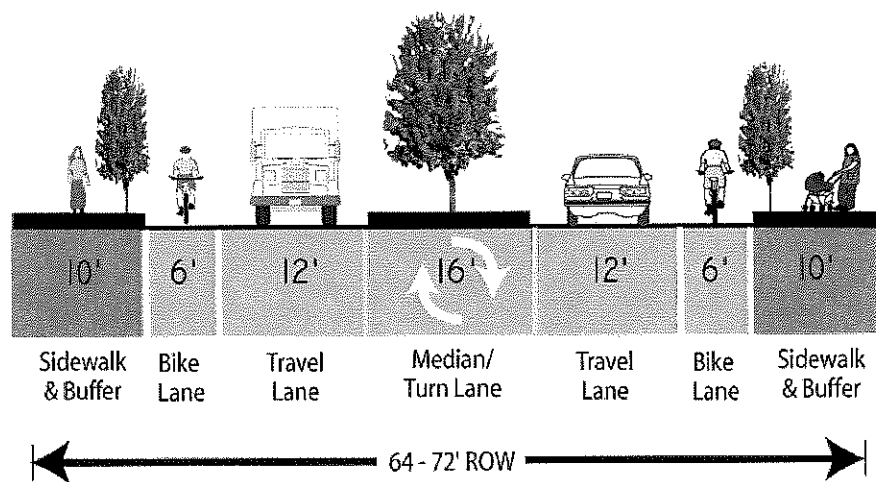 10' 6' 12' 16' 12' 6' 10'
Sidewalk Bike Travel Median/ Travel Bike Sidewalk
& Buffer Lane Lane Turn Lane Lane Lane & Buffer
64 - 72' ROW